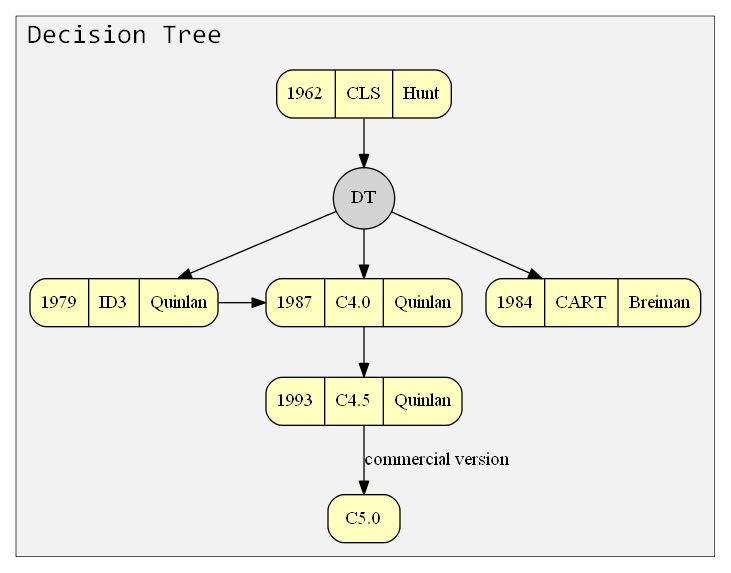 Decision Tree
1962 CLS Hunt
DT
1979 ID3 Quinlan
1987 C4.0 Quinlan
1984 CART Breiman
1993 C4.5 Quinlan
commercial version
C5.0